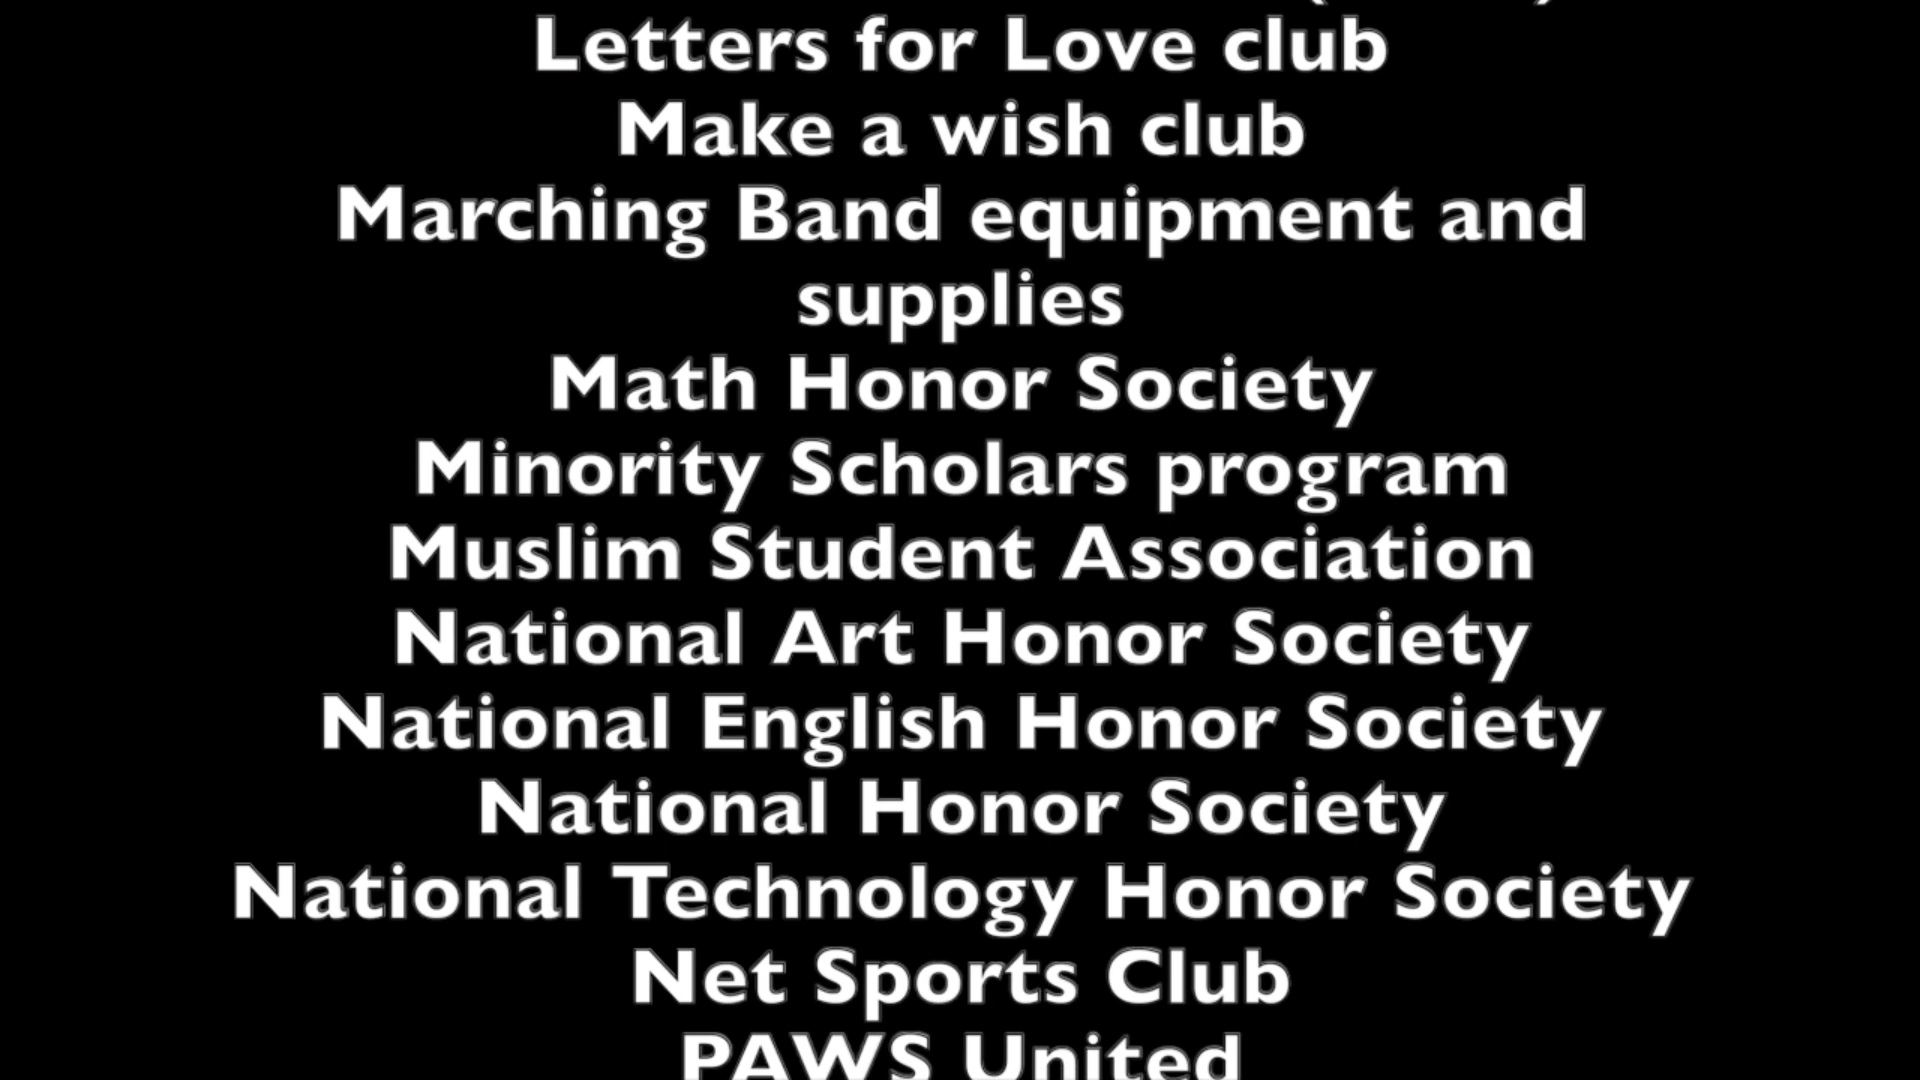 Letters for Love club
Make a wish club
Marching Band equipment and
supplies
Math Honor Society
Minority Scholars program
Muslim Student Association
National Art Honor Society
National English Honor Society
National Honor Society
National Technology Honor Society
Net Sports Club
PAWS United